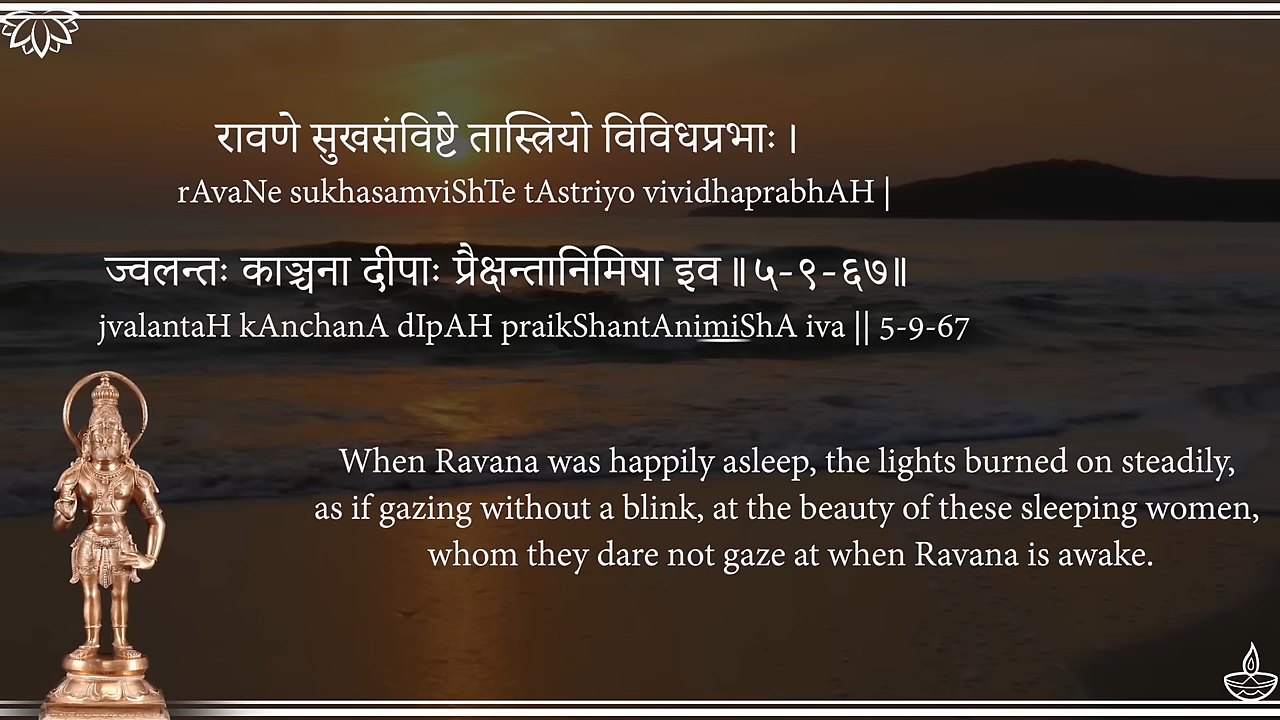 रावणे सुखसंविष्टे तास्त्रियो विविधप्रभाः ।
rAvaNe sukhasamviShTe tAstriyo vividhaprabhAH |
ज्वलन्तः काञ्चना दीपाः प्रैक्षन्तानिमिषा इव ॥ ५-९-६७॥
jvalantaH kAnchanA dIpAH praikShantAnimiShA iva || 5-9-67
When Ravana was happily asleep, the lights burned on steadily,
as if gazing without a blink, at the beauty of these sleeping women,
whom they dare not gaze at when Ravana is awake.